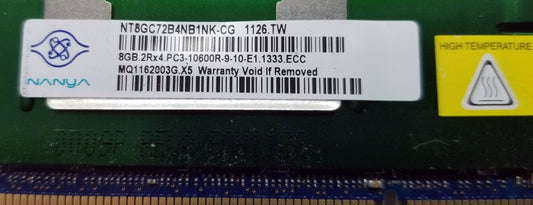 NT8GC72B4NB1NK-CG 1126.TW
8GB.2Rx4.PC3-10600R-9-10-E1.1333.ECC
MQ1162003G.X5 Warranty Void If Removed
NANYA
HIGH TEMPERATURE